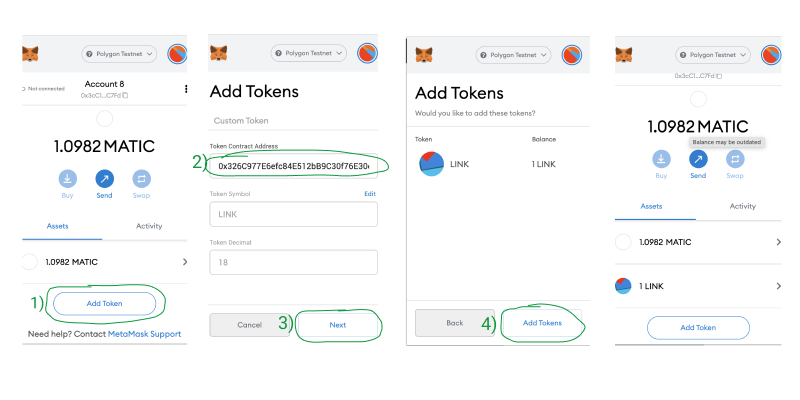 Polygon Testnet
Not connected
Account 8
0x3cC1...C7Fd
1.0982 MATIC
Buy
Send
Swap
Assets
Activity
1.0982 MATIC
1)
Add Token
Need help? Contact MetaMask Support
Polygon Testnet
Add Tokens
Custom Token
Token Contract Address
2)
0x326C977E6efc84E512bB9C30f76E30
Token Symbol
Edit
LINK
Token Decimal
18
Cancel
3)
Next
Polygon Testnet
Add Tokens
Would you like to add these tokens?
Token
Balance
LINK
1 LINK
Back
4)
Add Tokens
Polygon Testnet
0x3cC1...C7Fd
1.0982 MATIC
Balance may be outdated
Buy
Send
Swap
Assets
Activity
1.0982 MATIC
1 LINK
Add Token